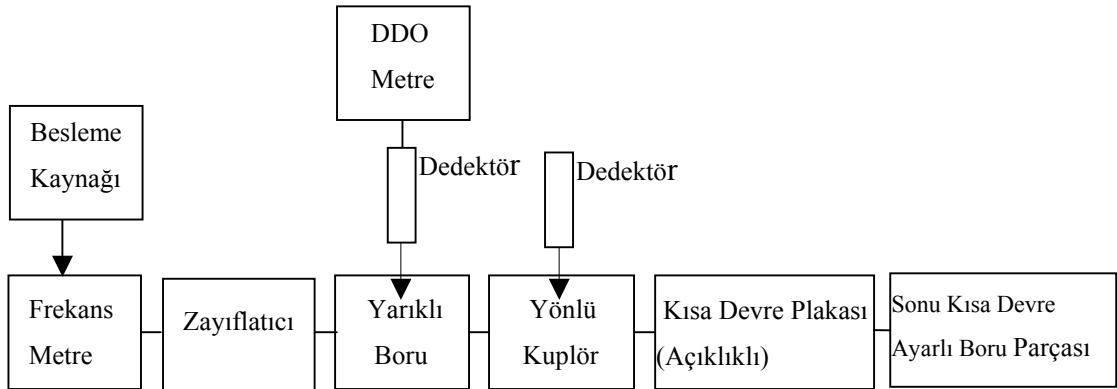 DDO
Metre
Besleme
Kaynağı
Dedektör
Dedektör
Frekans
Metre
Zayıflatıcı
Yarıklı
Boru
Yönlü
Kuplör
Kısa Devre Plakası
(Açıklıklı)
Sonu Kısa Devre
Ayarlı Boru Parçası